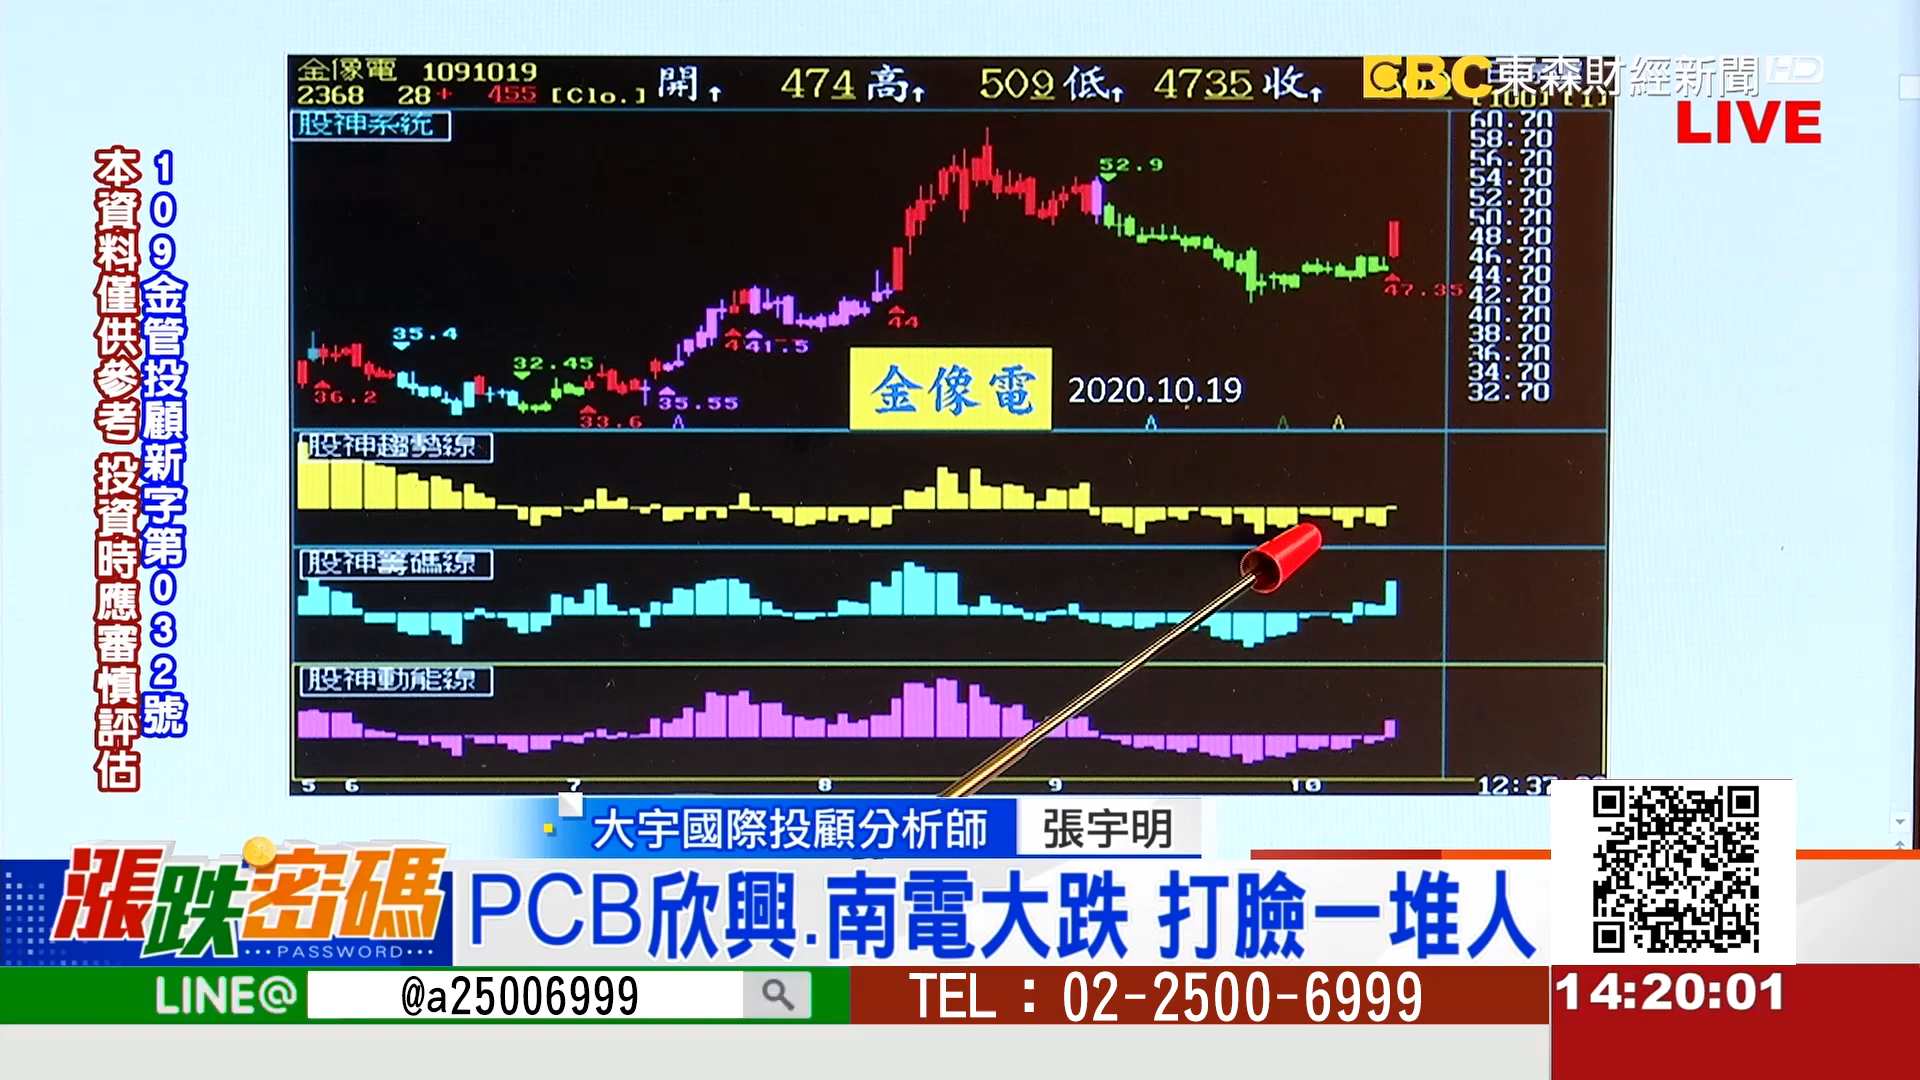 金像電 1091019
2368 28+ 455 [Clo.]
開↑ 474 高↑ 509 低↑ 4735 收↑
[100] [1]
EBC東森財經新聞HD
LIVE
股神系統
60.70
58.70
56.70
54.70
52.70
50.70
48.70
46.70
44.70
42.70
40.70
38.70
36.70
34.70
32.70
52.9
47.35
44
41.5
35.4
32.45
36.2
33.6
35.55
金像電
2020.10.19
股神趨勢線
股神籌碼線
股神動能線
5 6 7 8 9 10
109金管投顧新字第032號
本資料僅供參考 投資時應審慎評估
大宇國際投顧分析師 張宇明
漲跌密碼
PASSWORD
PCB欣興.南電大跌 打臉一堆人
LINE@ @a25006999
TEL：02-2500-6999
14:20:01